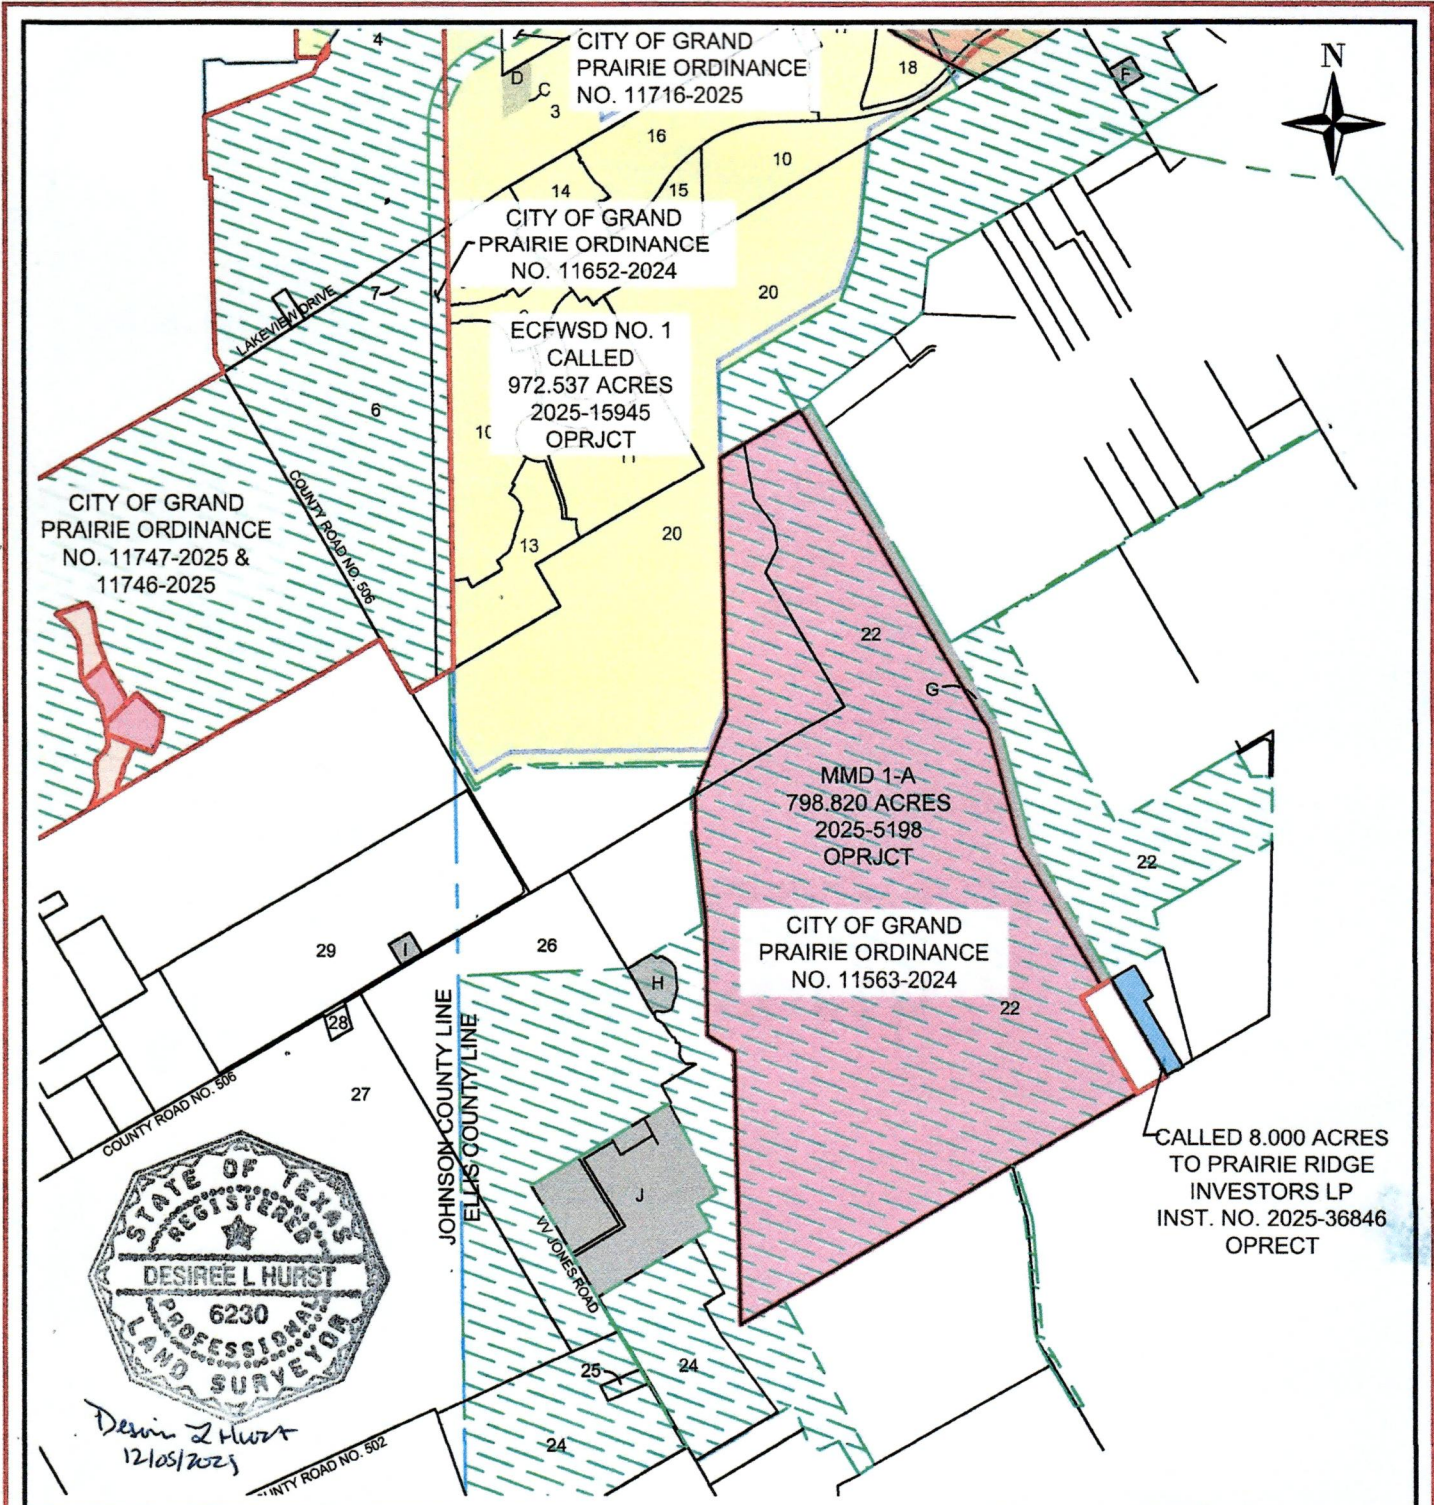 4
D
C
3
CITY OF GRAND
PRAIRIE ORDINANCE
NO. 11716-2025
18
F
N
16
10
14
15
CITY OF GRAND
PRAIRIE ORDINANCE
NO. 11652-2024
7
20
LAKEVIEW DRIVE
ECFWSD NO. 1
CALLED
972.537 ACRES
2025-15945
OPRJCT
6
COUNTY ROAD NO. 506
CITY OF GRAND
PRAIRIE ORDINANCE
NO. 11747-2025 &
11746-2025
13
20
22
G
MMD 1-A
798.820 ACRES
2025-5198
OPRJCT
22
CITY OF GRAND
PRAIRIE ORDINANCE
NO. 11563-2024
22
29
I
26
H
28
27
COUNTY ROAD NO. 506
JOHNSON COUNTY LINE
ELLIS COUNTY LINE
CALLED 8.000 ACRES
TO PRAIRIE RIDGE
INVESTORS LP
INST. NO. 2025-36846
OPRECT
J
JONES ROAD
STATE OF TEXAS
REGISTERED
DESIREE L HURST
6230
PROFESSIONAL
LAND SURVEYOR
25
24
24
12/05/2025
UNTY ROAD NO. 502